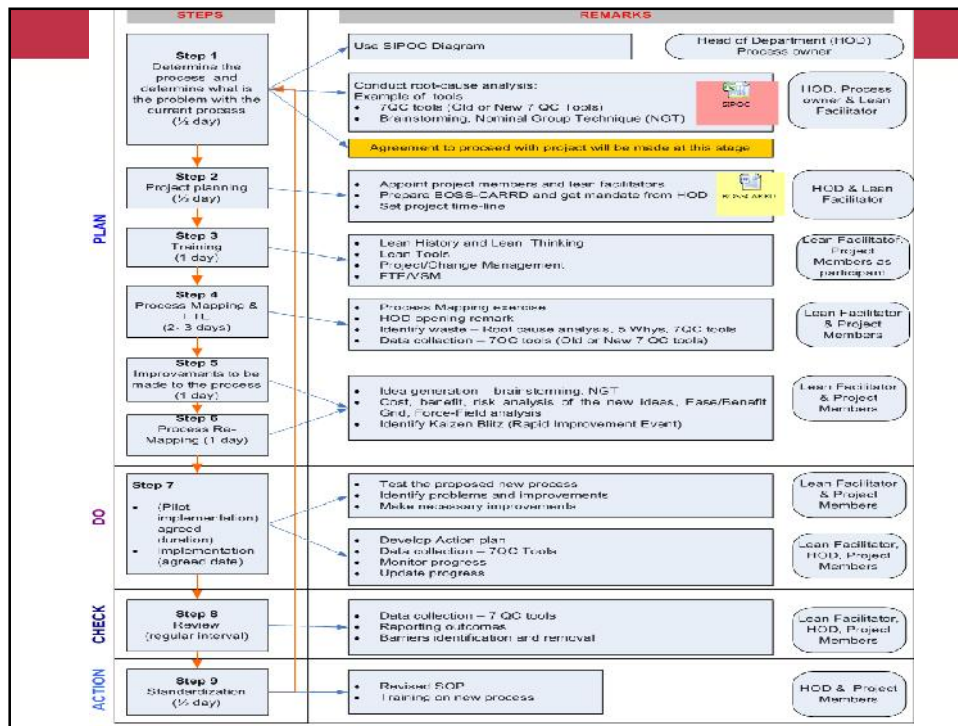 STEPS
REMARKS
PLAN
Step 1
Determine the
process and
determine what is
the problem with the
current process
(½ day)
Use SIPOC Diagram
Head of Department (HOD)
Process owner
Conduct root-cause analysis:
Example of tools
• 7QC tools (Old or New 7 QC Tools)
• Brainstorming, Nominal Group Technique (NGT)
SIPOC
HOD, Process
owner & Lean
Facilitator
Agreement to proceed with project will be made at this stage
Step 2
Project planning
(½ day)
• Appoint project members and lean facilitators
• Prepare BOSS-CARRD and get mandate from HOD
• Set project time-line
BOSSCARRD
HOD & Lean
Facilitator
Step 3
Training
(1 day)
• Lean History and Lean Thinking
• Lean Tools
• Project/Change Management
• FTE/VSM
Lean Facilitator,
Project
Members as
participant
Step 4
Process Mapping &
(2- 3 days)
• Process Mapping exercise
• HOD opening remark
• Identify waste – Root cause analysis, 5 Whys, 7QC tools
• Data collection – 7QC tools (Old or New 7 QC tools)
Lean Facilitator
& Project
Members
Step 5
Improvements to be
made to the process
(1 day)
Step 6
Process Re-
Mapping (1 day)
• Idea generation – brainstorming, NGT
• Cost, benefit, risk analysis of the new ideas, Ease/Benefit
Grid, Force-Field analysis
• Identify Kaizen Blitz (Rapid Improvement Event)
Lean Facilitator
& Project
Members
DO
Step 7
• (Pilot
implementation)
agreed
duration)
• Implementation
(agreed date)
• Test the proposed new process
• Identify problems and improvements
• Make necessary improvements
Lean Facilitator
& Project
Members
• Develop Action plan
• Data collection – 7QC Tools
• Monitor progress
• Update progress
Lean Facilitator,
HOD, Project
Members
CHECK
Step 8
Review
(regular interval)
• Data collection – 7 QC tools
• Reporting outcomes
• Barriers identification and removal
Lean Facilitator,
HOD, Project
Members
ACTION
Step 9
Standardization
(½ day)
• Revised SOP
• Training on new process
HOD & Project
Members